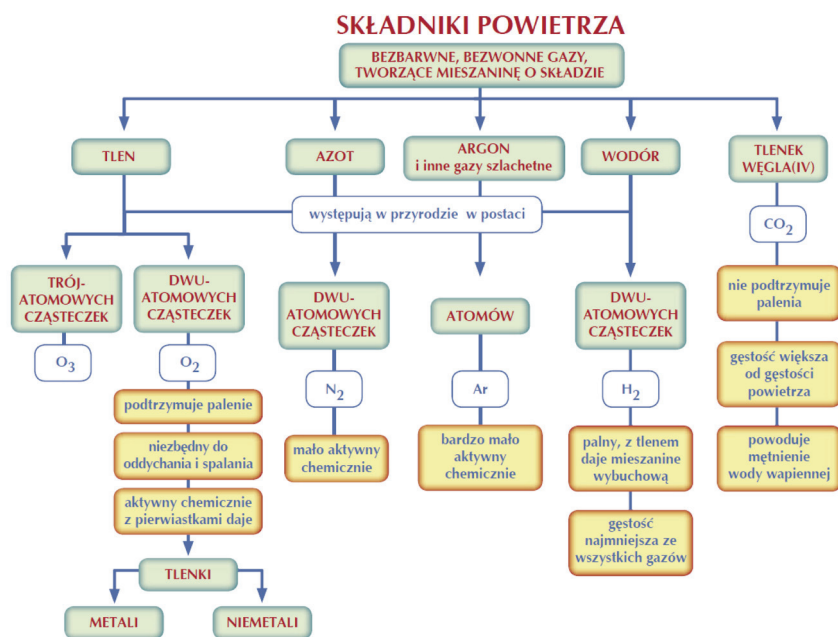 SKŁADNIKI POWIETRZA
BEZBARWNE, BEZWONNE GAZY,
TWORZĄCE MIESZANINĘ O SKŁADZIE
TLEN
AZOT
ARGON
i inne gazy szlachetne
WODÓR
TLENEK
WĘGLA(IV)
występują w przyrodzie w postaci
CO2
TRÓJ-
ATOMOWYCH
CZĄSTECZEK
DWU-
ATOMOWYCH
CZĄSTECZEK
DWU-
ATOMOWYCH
CZĄSTECZEK
ATOMÓW
DWU-
ATOMOWYCH
CZĄSTECZEK
nie podtrzymuje
palenia
O3
O2
N2
Ar
H2
gęstość większa
od gęstości
powietrza
podtrzymuje palenie
niezbędny do
oddychania i spalania
aktywny chemicznie
z pierwiastkami daje
mało aktywny
chemicznie
bardzo mało
aktywny
chemicznie
palny, z tlenem
daje mieszanine
wybuchową
powoduje
mętnienie
wody wapiennej
gęstość
najmniejsza ze
wszystkich gazów
TLENKI
METALI
NIEMETALI